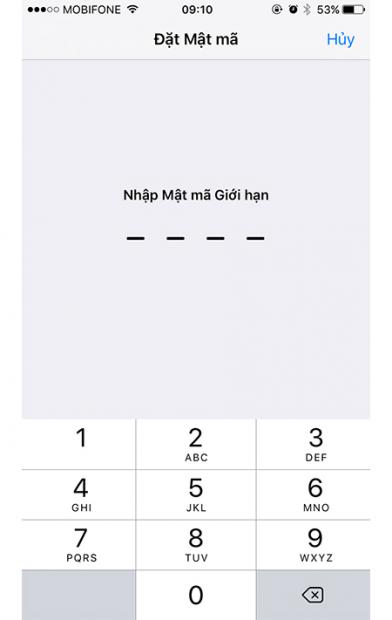 MOBIFONE 09:10 53%
Đặt Mật mã Hủy
Nhập Mật mã Giới hạn
1 2 3
ABC DEF
4 5 6
GHI JKL MNO
7 8 9
PQRS TUV WXYZ
0